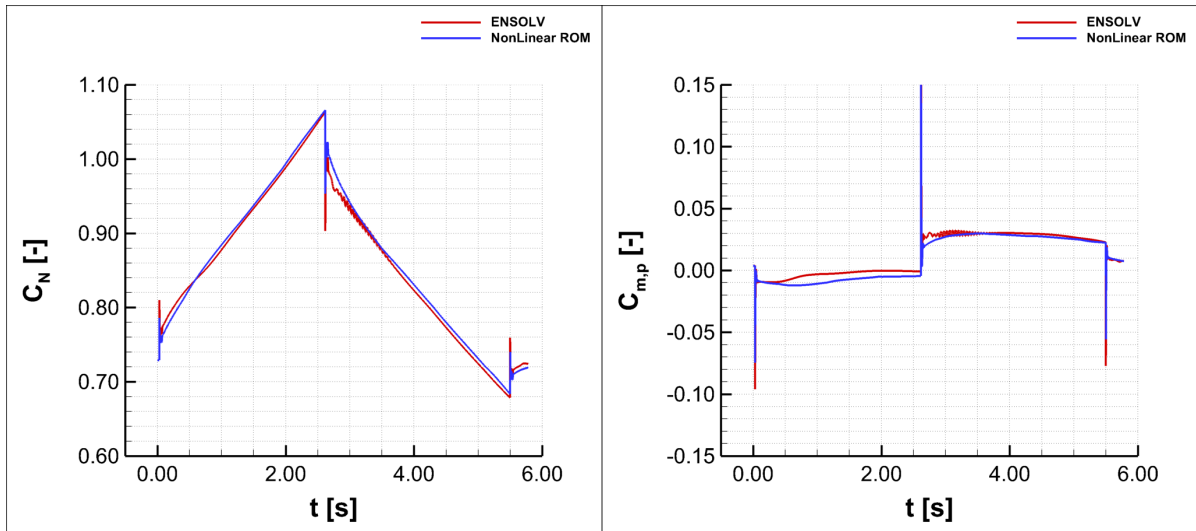 ENSOLV
NonLinear ROM
1.10
1.00
0.90
0.80
0.70
0.60
C_N [-]
0.00 2.00 4.00 6.00
t [s]
ENSOLV
NonLinear ROM
0.15
0.10
0.05
0.00
-0.05
-0.10
-0.15
C_m,p [-]
0.00 2.00 4.00 6.00
t [s]